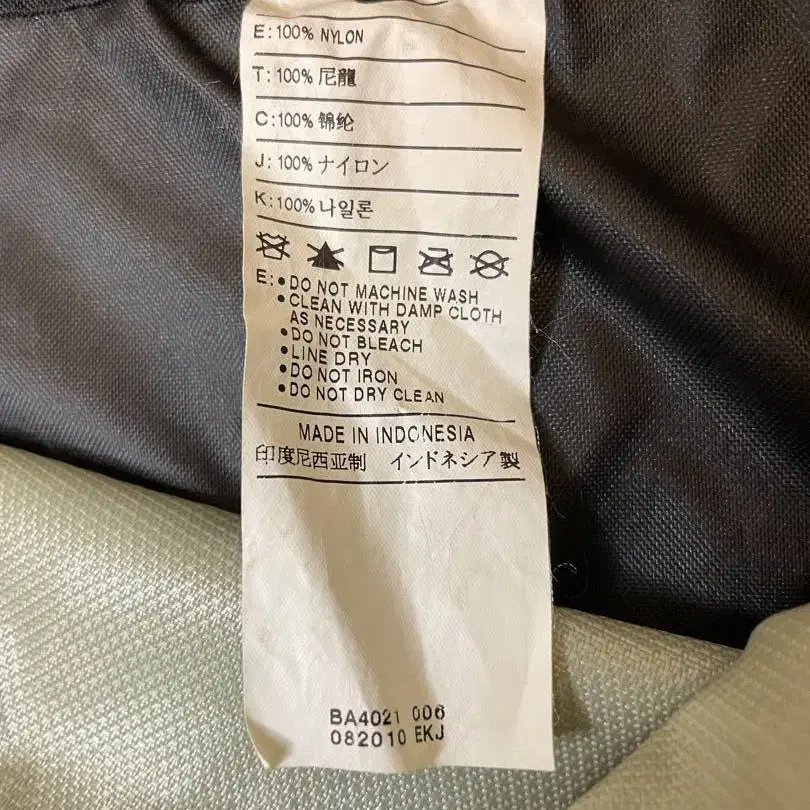 E: 100% NYLON
T: 100% 尼龍
C: 100% 锦纶
J: 100% ナイロン
K: 100% 나일론
E: • DO NOT MACHINE WASH
• CLEAN WITH DAMP CLOTH
AS NECESSARY
• DO NOT BLEACH
• LINE DRY
• DO NOT IRON
• DO NOT DRY CLEAN
MADE IN INDONESIA
印度尼西亚制 インドネシア製
BA4021 006
082010 EKJ